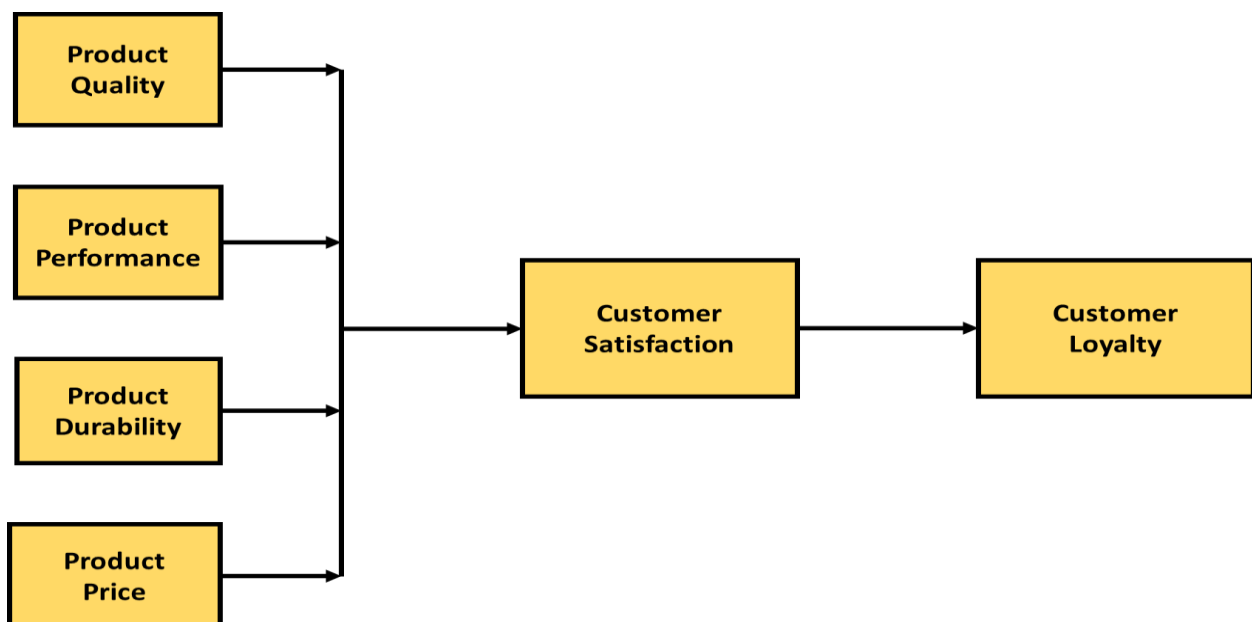 Product
Quality
Product
Performance
Product
Durability
Product
Price
Customer
Satisfaction
Customer
Loyalty